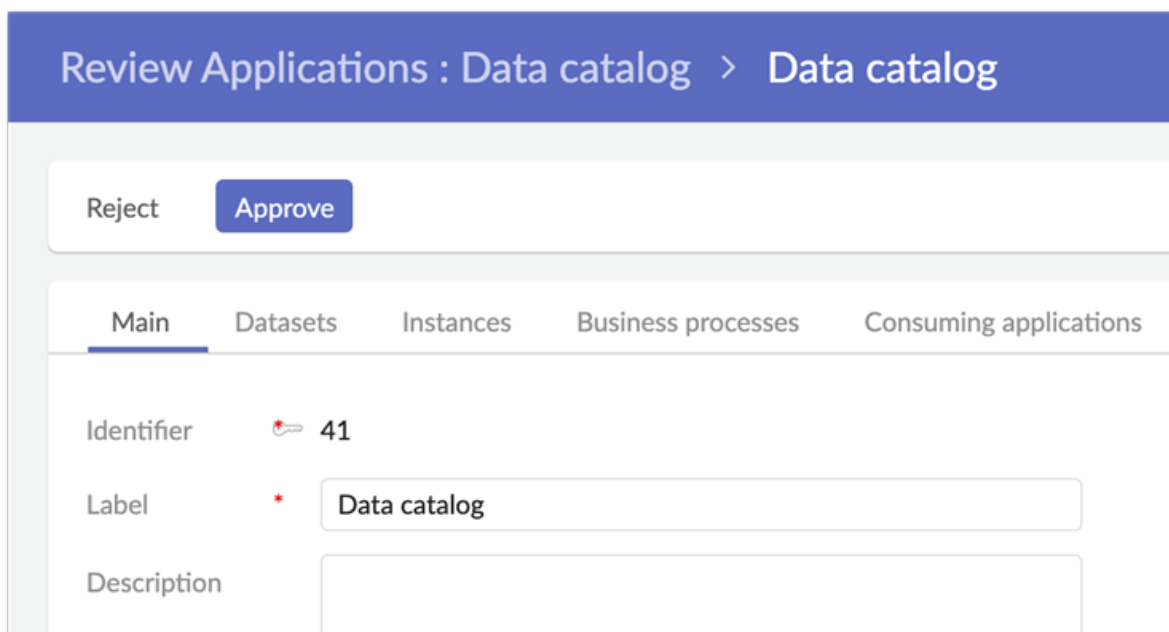 Review Applications : Data catalog > Data catalog
Reject Approve
Main Datasets Instances Business processes Consuming applications
Identifier * 41
Label * Data catalog
Description